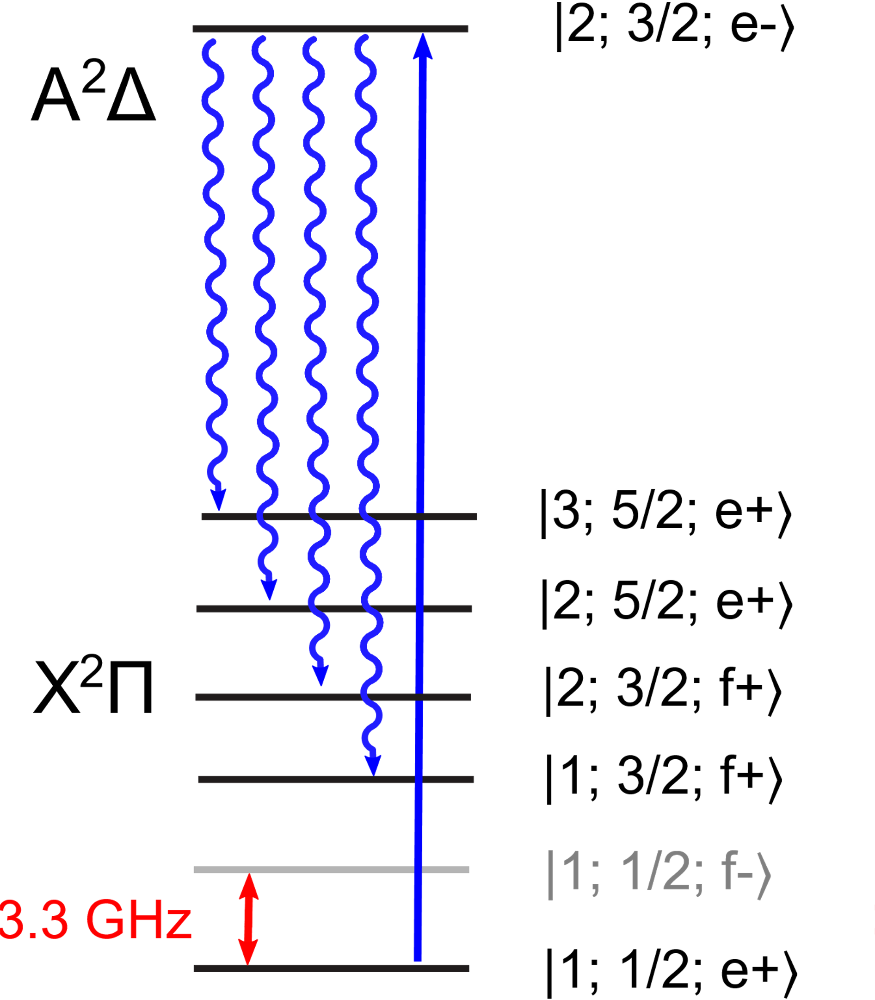 |2; 3/2; e-⟩
A²Δ
|3; 5/2; e+⟩
|2; 5/2; e+⟩
X²Π
|2; 3/2; f+⟩
|1; 3/2; f+⟩
|1; 1/2; f-⟩
3.3 GHz
|1; 1/2; e+⟩